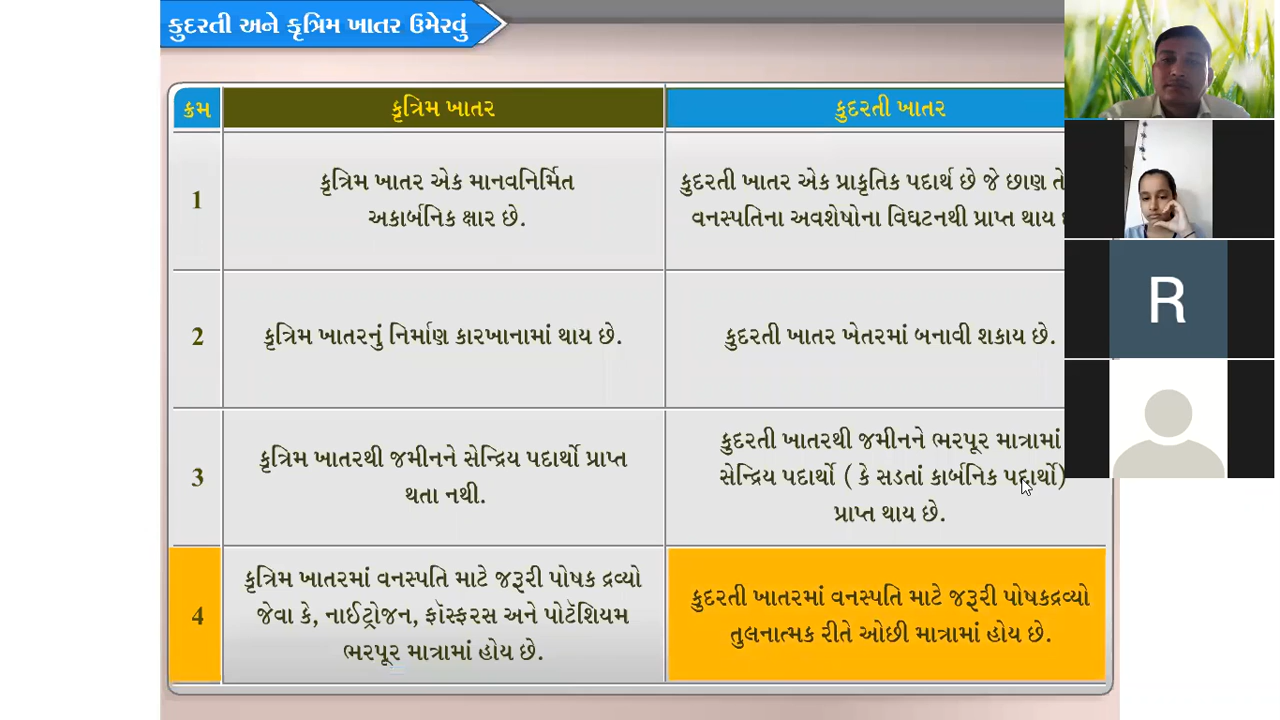 કુદરતી અને કૃત્રિમ ખાતર ઉમેરવું
ક્રમ
કૃત્રિમ ખાતર
કુદરતી ખાતર
1
કૃત્રિમ ખાતર એક માનવનિર્મિત
અકાર્બનિક ક્ષાર છે.
કુદરતી ખાતર એક પ્રાકૃતિક પદાર્થ છે જે છાણ
વનસ્પતિના અવશેષોના વિઘટનથી પ્રાપ્ત થાય
2
કૃત્રિમ ખાતરનું નિર્માણ કારખાનામાં થાય છે.
કુદરતી ખાતર ખેતરમાં બનાવી શકાય છે.
3
કૃત્રિમ ખાતરથી જમીનને સેન્દ્રિય પદાર્થો પ્રાપ્ત
થતા નથી.
કુદરતી ખાતરથી જમીનને ભરપૂર માત્રામાં
સેન્દ્રિય પદાર્થો ( કે સડતાં કાર્બનિક પદાર્થો)
પ્રાપ્ત થાય છે.
4
કૃત્રિમ ખાતરમાં વનસ્પતિ માટે જરૂરી પોષક દ્રવ્યો
જેવા કે, નાઈટ્રોજન, ફૉસ્ફરસ અને પોટૅશિયમ
ભરપૂર માત્રામાં હોય છે.
કુદરતી ખાતરમાં વનસ્પતિ માટે જરૂરી પોષકદ્રવ્યો
તુલનાત્મક રીતે ઓછી માત્રામાં હોય છે.
R